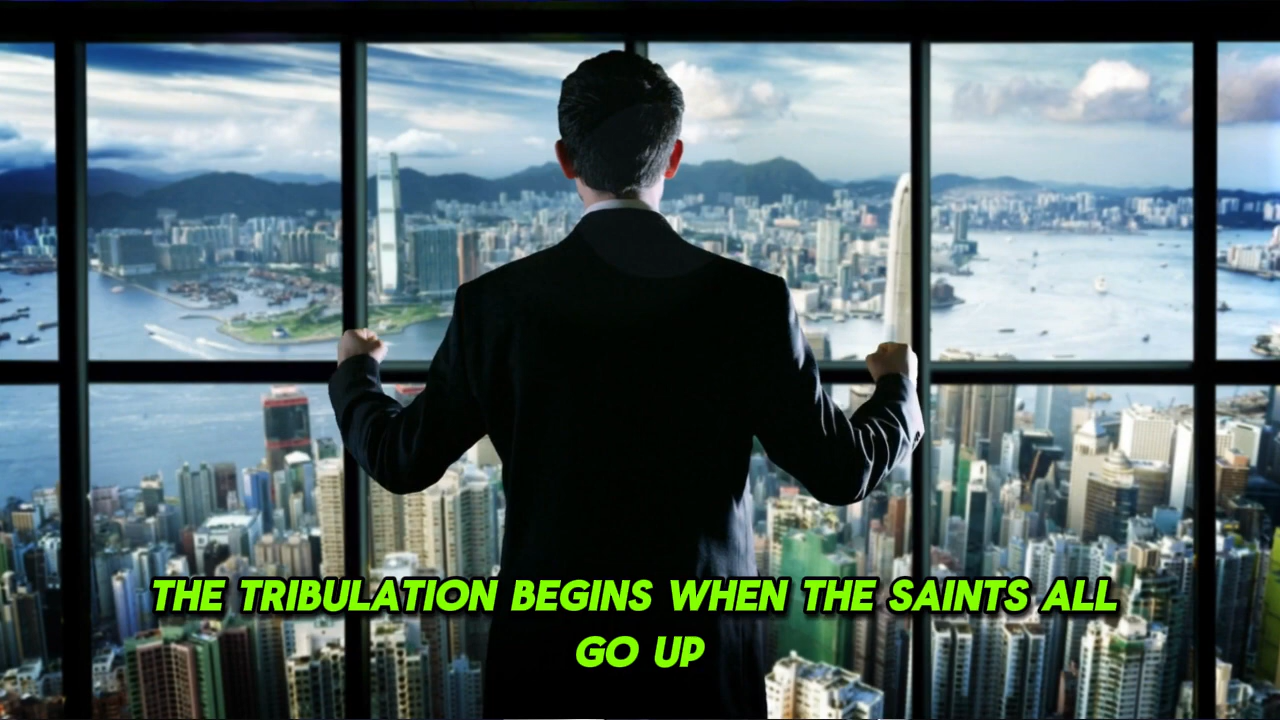 THE TRIBULATION BEGINS WHEN THE SAINTS ALL
GO UP